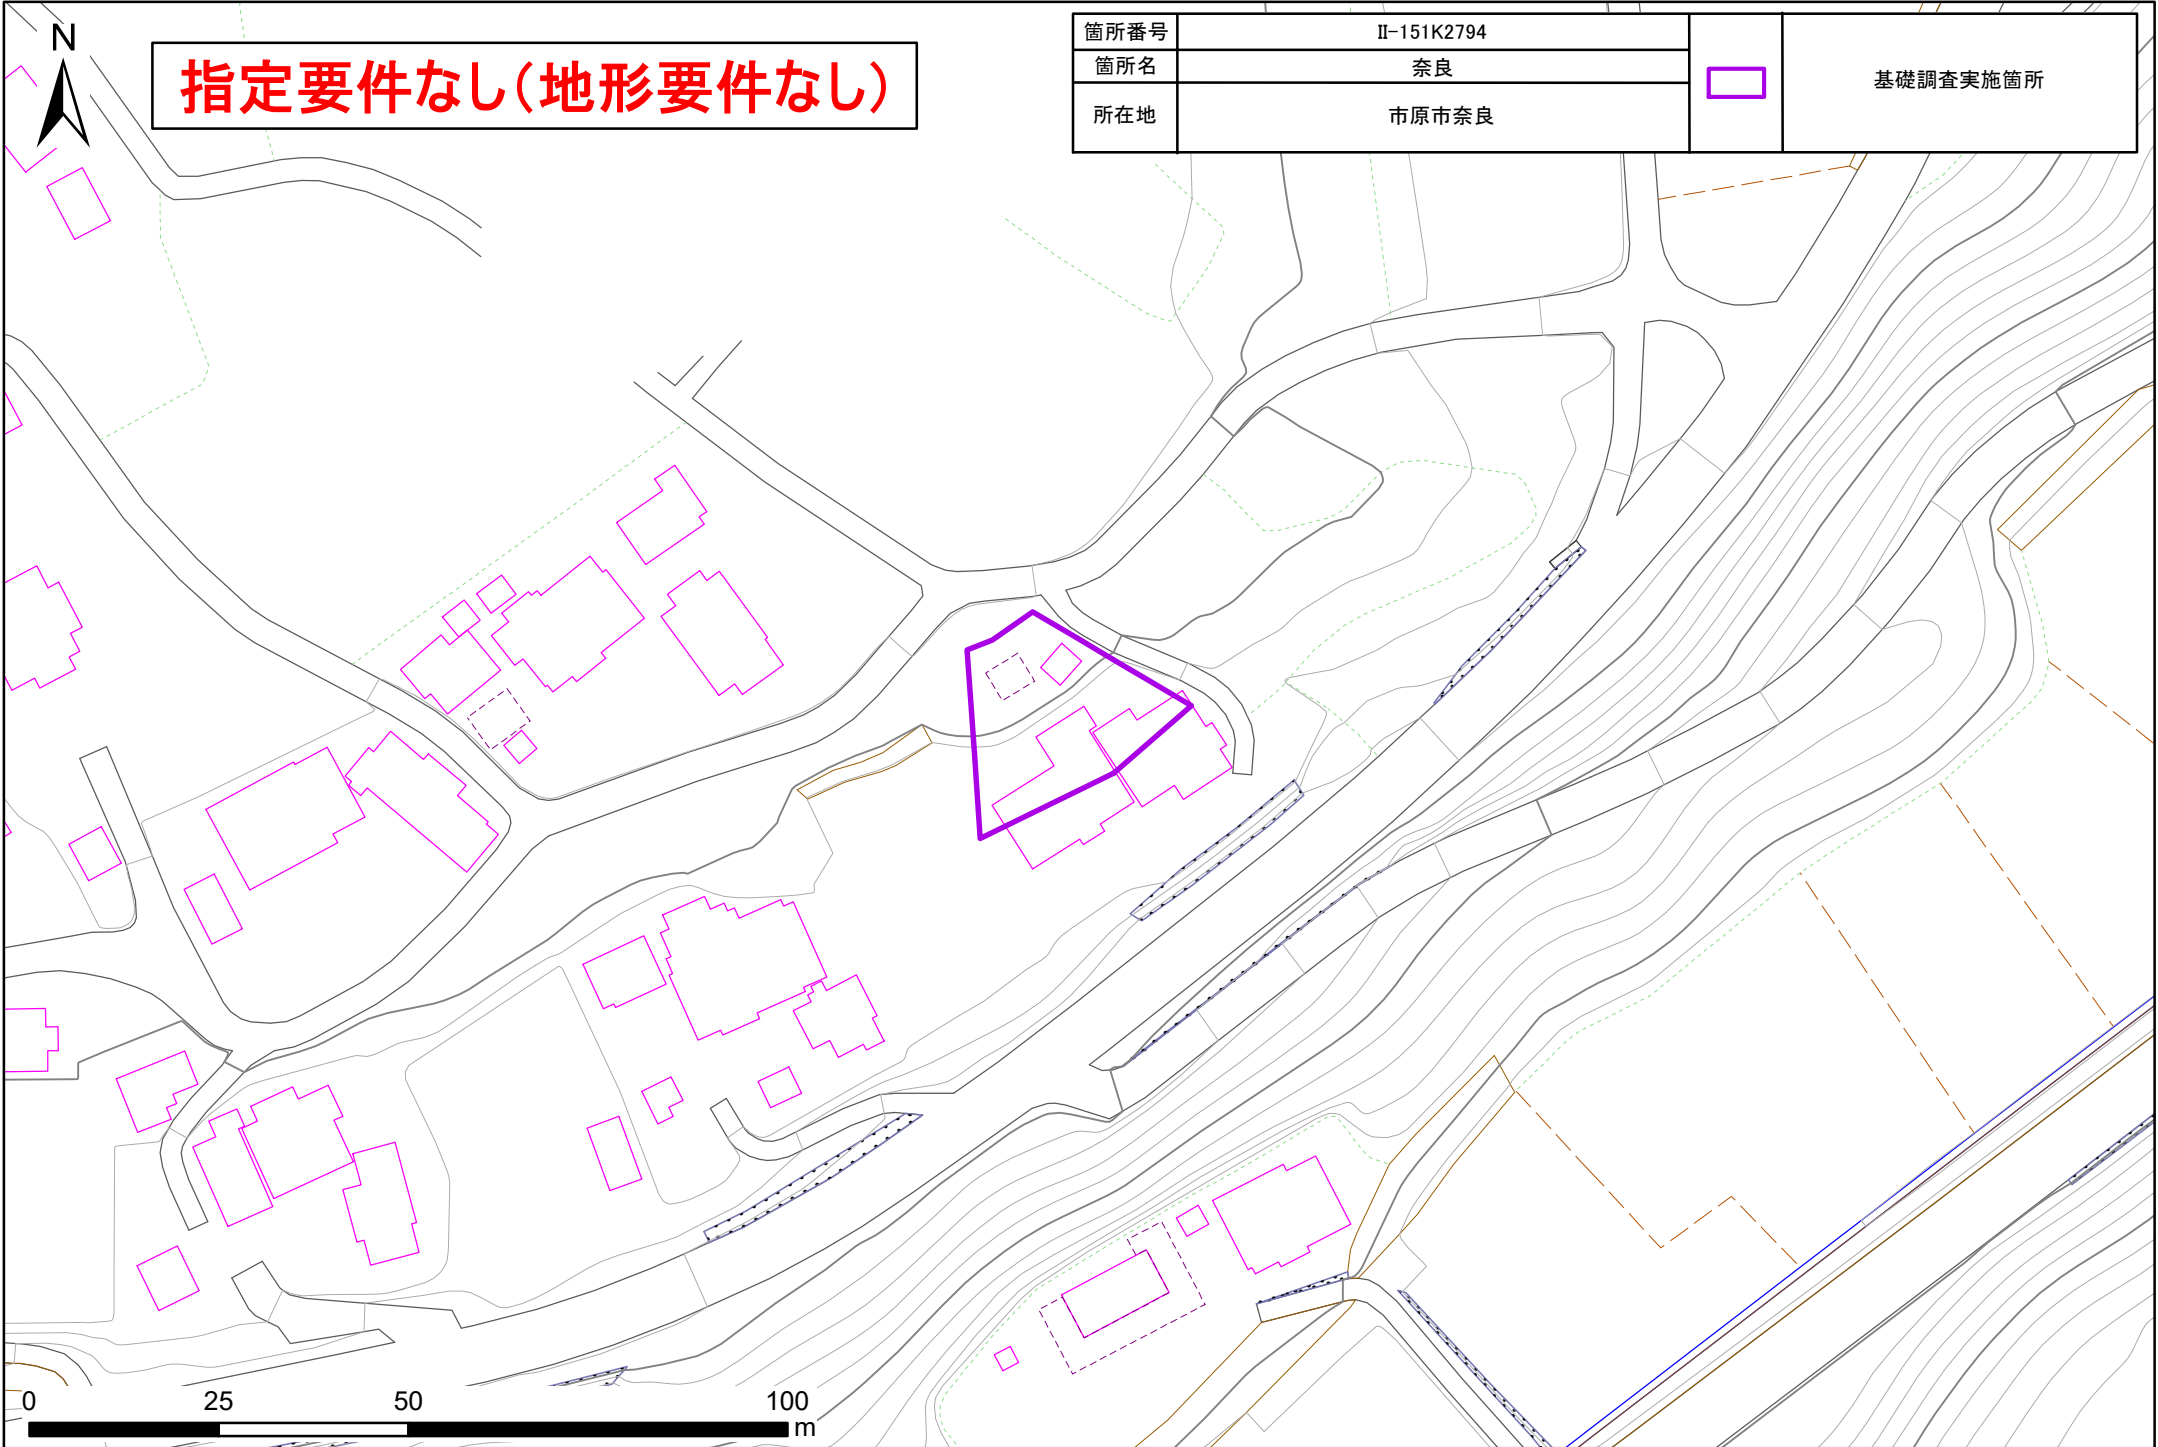 N
指定要件なし(地形要件なし)
箇所番号 II-151K2794
箇所名 奈良
所在地 市原市奈良
基礎調査実施箇所
0 25 50 100
m